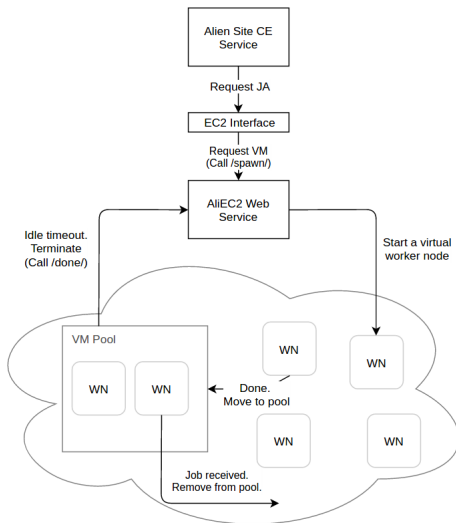 Alien Site CE
Service
Request JA
EC2 Interface
Request VM
(Call /spawn/)
AliEC2 Web
Service
Idle timeout.
Terminate
(Call /done/)
Start a virtual
worker node
VM Pool
WN
WN
WN
WN
Done.
Move to pool
WN
WN
Job received.
Remove from pool.